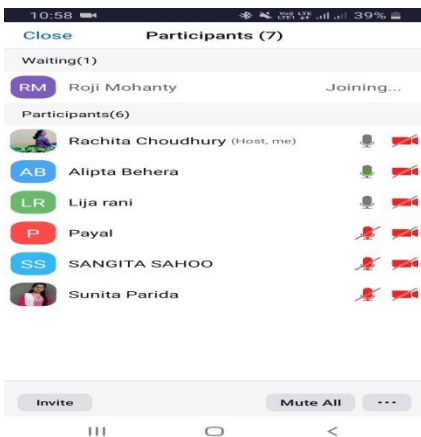 10:58 39%
Close Participants (7)
Waiting(1)
RM Roji Mohanty Joining...
Participants(6)
Rachita Choudhury (Host, me)
AB Alipta Behera
LR Lija rani
P Payal
SS SANGITA SAHOO
Sunita Parida
Invite Mute All ...